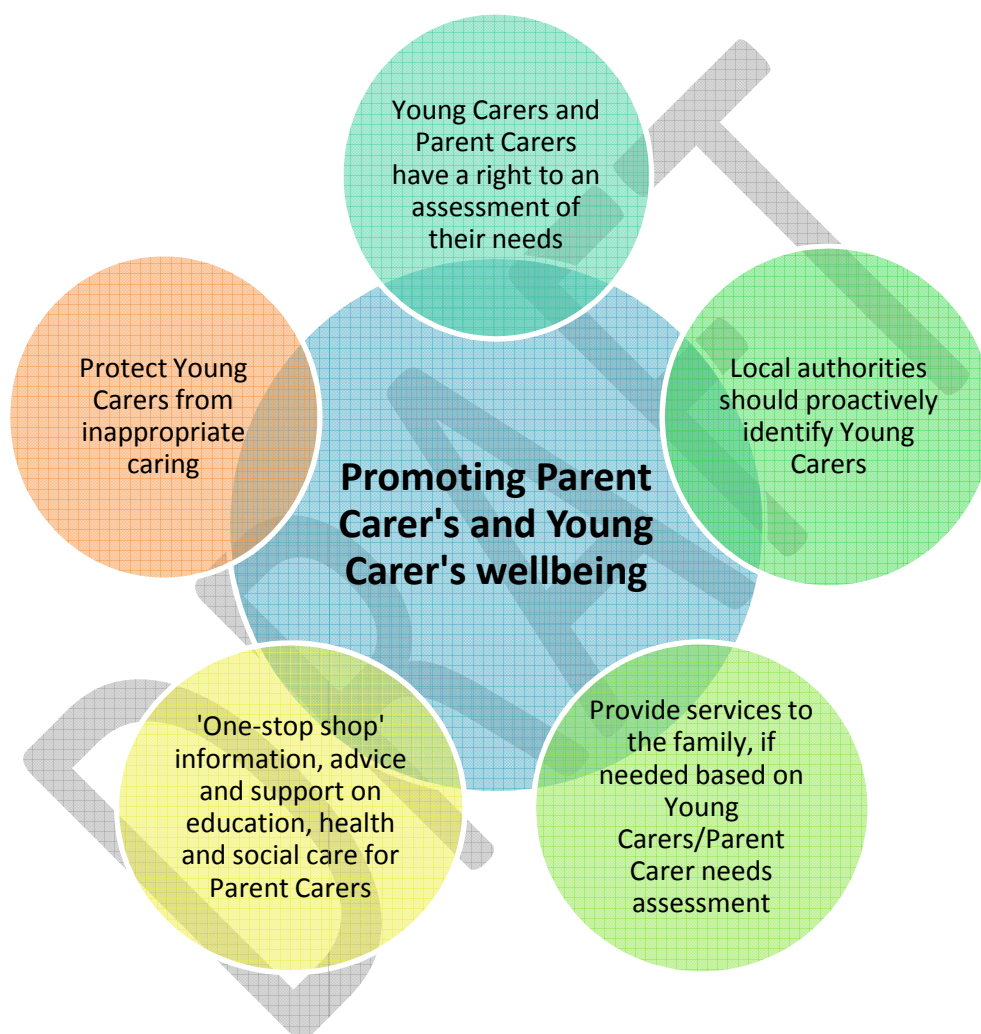 Young Carers and
Parent Carers
have a right to an
assessment of
their needs
Local authorities
should proactively
identify Young
Carers
Provide services to
the family, if
needed based on
Young
Carers/Parent
Carer needs
assessment
'One-stop shop'
information, advice
and support on
education, health
and social care for
Parent Carers
Protect Young
Carers from
inappropriate
caring
Promoting Parent
Carer's and Young
Carer's wellbeing
DRAFT